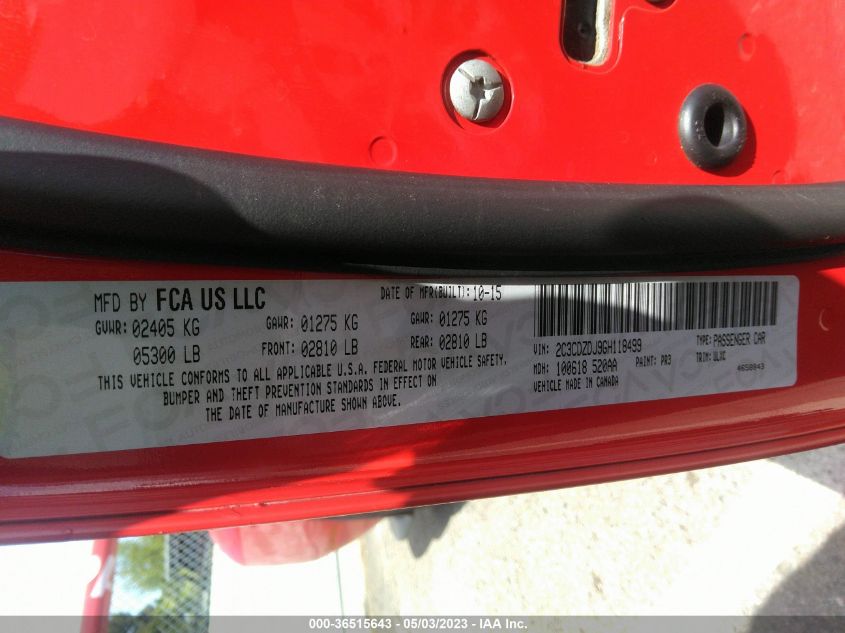 MFD BY FCA US LLC
DATE OF MFR(BUILT): 10-15
GVWR: 02405 KG
05300 LB
GAWR: 01275 KG
FRONT: 02810 LB
GAWR: 01275 KG
REAR: 02810 LB
THIS VEHICLE CONFORMS TO ALL APPLICABLE U.S.A. FEDERAL MOTOR VEHICLE SAFETY,
BUMPER AND THEFT PREVENTION STANDARDS IN EFFECT ON
THE DATE OF MANUFACTURE SHOWN ABOVE.
VIN: 2C3CDZDJ9GH118499
TYPE: PASSENGER CAR
MDH: 100618 520AA
PAINT: PR3
TRIM: ULXC
VEHICLE MADE IN CANADA
4658943
000-36515643 - 05/03/2023 - IAA Inc.